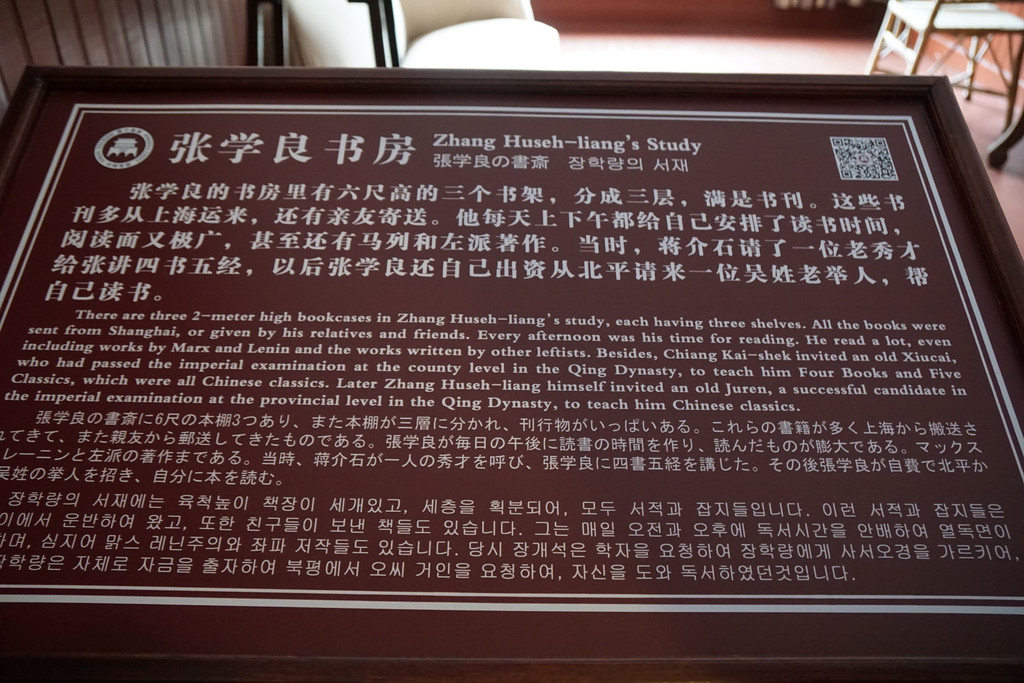 张学良书房
Zhang Huseh-liang's Study
張学良の書斎 장학량의 서재
张学良的书房里有六尺高的三个书架，分成三层，满是书刊。这些书
刊多从上海运来，还有亲友寄送。他每天上下午都给自己安排了读书时间，
阅读面又极广，甚至还有马列和左派著作。当时，蒋介石请了一位老秀才
给张讲四书五经，以后张学良还自己出资从北平请来一位吴姓老举人，帮
自己读书。
There are three 2-meter high bookcases in Zhang Huseh-liang's study, each having three shelves. All the books were
sent from Shanghai, or given by his relatives and friends. Every afternoon was his time for reading. He read a lot, even
including works by Marx and Lenin and the works written by other leftists. Besides, Chiang Kai-shek invited an old Xiucai,
who had passed the imperial examination at the county level in the Qing Dynasty, to teach him Four Books and Five
Classics, which were all Chinese classics. Later Zhang Huseh-liang himself invited an old Juren, a successful candidate in
the imperial examination at the provincial level in the Qing Dynasty, to teach him Chinese classics.
張学良の書斎に6尺の本棚3つあり、また本棚が三層に分かれ、刊行物がいっぱいある。これらの書籍が多く上海から搬送さ
れてきて、また親友から郵送してきたものである。張学良が毎日の午後に読書の時間を作り、読んだものが膨大である。マックス
レーニンと左派の著作まである。当時、蒋介石が一人の秀才を呼び、張学良に四書五経を講じた。その後張学良が自費で北平か
吴姓の挙人を招き、自分に本を読む。
장학량의 서재에는 육척높이 책장이 세개있고, 세층을 획분되어, 모두 서적과 잡지들입니다. 이런 서적과 잡지들은
이에서 운반하여 왔고, 또한 친구들이 보낸 책들도 있습니다. 그는 매일 오전과 오후에 독서시간을 안배하여 열독면이
하며, 심지어 맑스 레닌주의와 좌파 저작들도 있습니다. 당시 장개석은 학자을 요청하여 장학량에게 사서오경을 가르키어,
장학량은 자체로 자금을 출자하여 북평에서 오씨 거인을 요청하여, 자신을 도와 독서하였던것입니다.